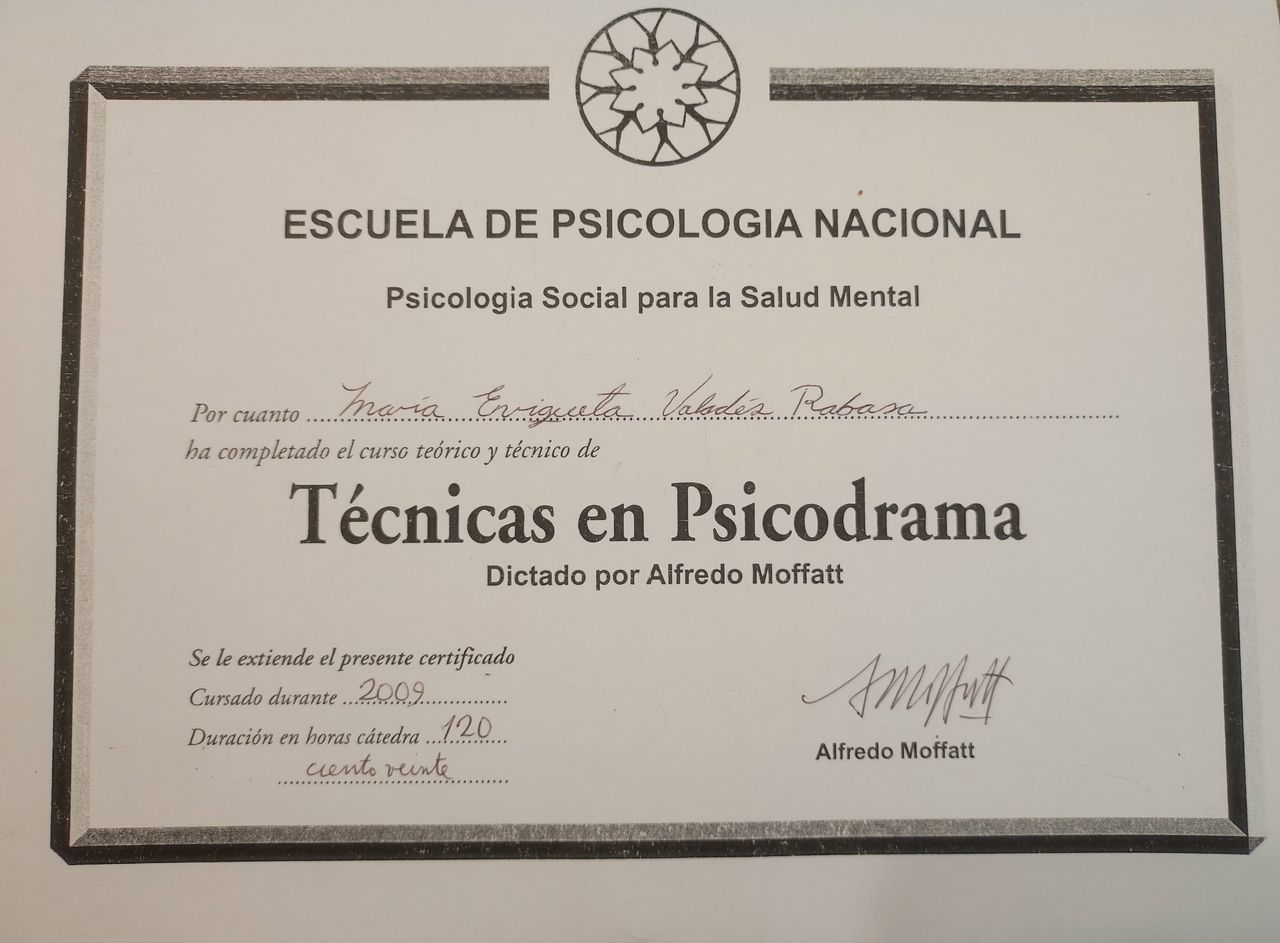 ESCUELA DE PSICOLOGIA NACIONAL
Psicologia Social para la Salud Mental
Por cuanto María Enriqueta Valadés Rabasa
ha completado el curso teórico y técnico de
Técnicas en Psicodrama
Dictado por Alfredo Moffatt
Se le extiende el presente certificado
Cursado durante 2009
Duración en horas cátedra 120
ciento veinte
AMoffatt
Alfredo Moffatt